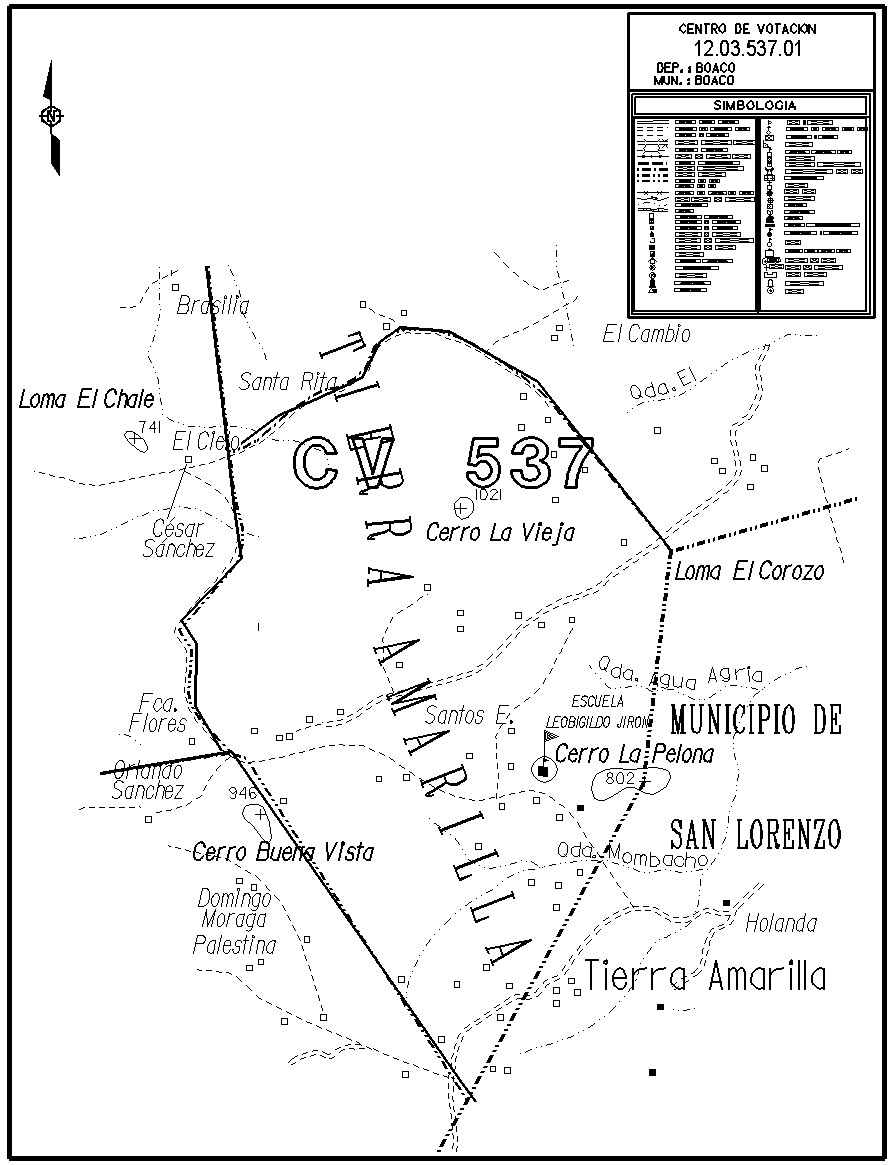 CENTRO DE VOTACION
12.03.537.01
DEP.: BOACO
MUN.: BOACO
SIMBOLOGIA
N
Brasilia
El Cambio
Santa Rita
Qda. El
Loma El Chale
741
El Cielo
CV 537
1021
Cerro La Vieja
César
Sánchez
Loma El Corozo
TIERRA AMARILLA
Qda. Agua Agria
Fca.
Flores
Santos E.
ESCUELA
LEOBIGILDO JIRON
MUNICIPIO DE
Cerro La Pelona
802
Orlando
Sanchez
946
SAN LORENZO
Cerro Buena Vista
Qda. Mombacho
Domingo
Moraga
Palestina
Holanda
Tierra Amarilla